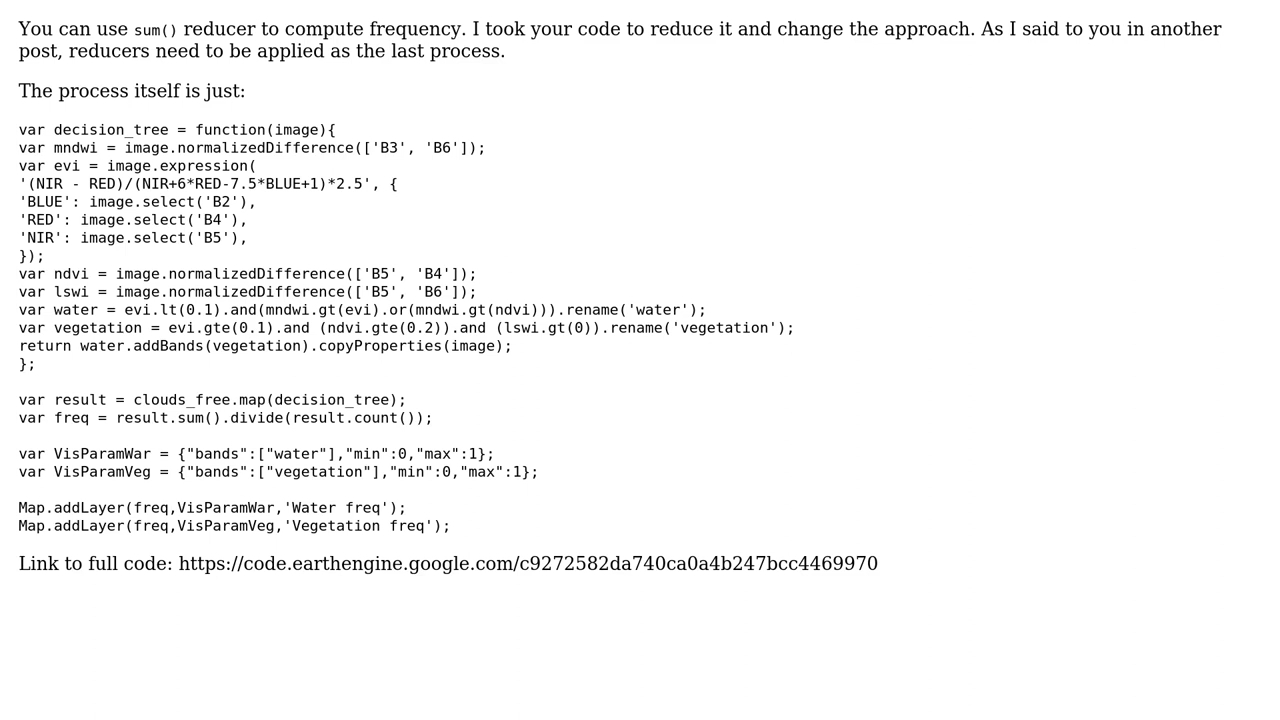 You can use sum() reducer to compute frequency. I took your code to reduce it and change the approach. As I said to you in another
post, reducers need to be applied as the last process.
The process itself is just:
var decision_tree = function(image){
var mndwi = image.normalizedDifference(['B3', 'B6']);
var evi = image.expression(
'(NIR - RED)/(NIR+6*RED-7.5*BLUE+1)*2.5', {
'BLUE': image.select('B2'),
'RED': image.select('B4'),
'NIR': image.select('B5'),
});
var ndvi = image.normalizedDifference(['B5', 'B4']);
var lswi = image.normalizedDifference(['B5', 'B6']);
var water = evi.lt(0.1).and(mndwi.gt(evi).or(mndwi.gt(ndvi))).rename('water');
var vegetation = evi.gte(0.1).and (ndvi.gte(0.2)).and (lswi.gt(0)).rename('vegetation');
return water.addBands(vegetation).copyProperties(image);
};
var result = clouds_free.map(decision_tree);
var freq = result.sum().divide(result.count());
var VisParamWar = {"bands":["water"],"min":0,"max":1};
var VisParamVeg = {"bands":["vegetation"],"min":0,"max":1};
Map.addLayer(freq,VisParamWar,'Water freq');
Map.addLayer(freq,VisParamVeg,'Vegetation freq');
Link to full code: https://code.earthengine.google.com/c9272582da740ca0a4b247bcc4469970